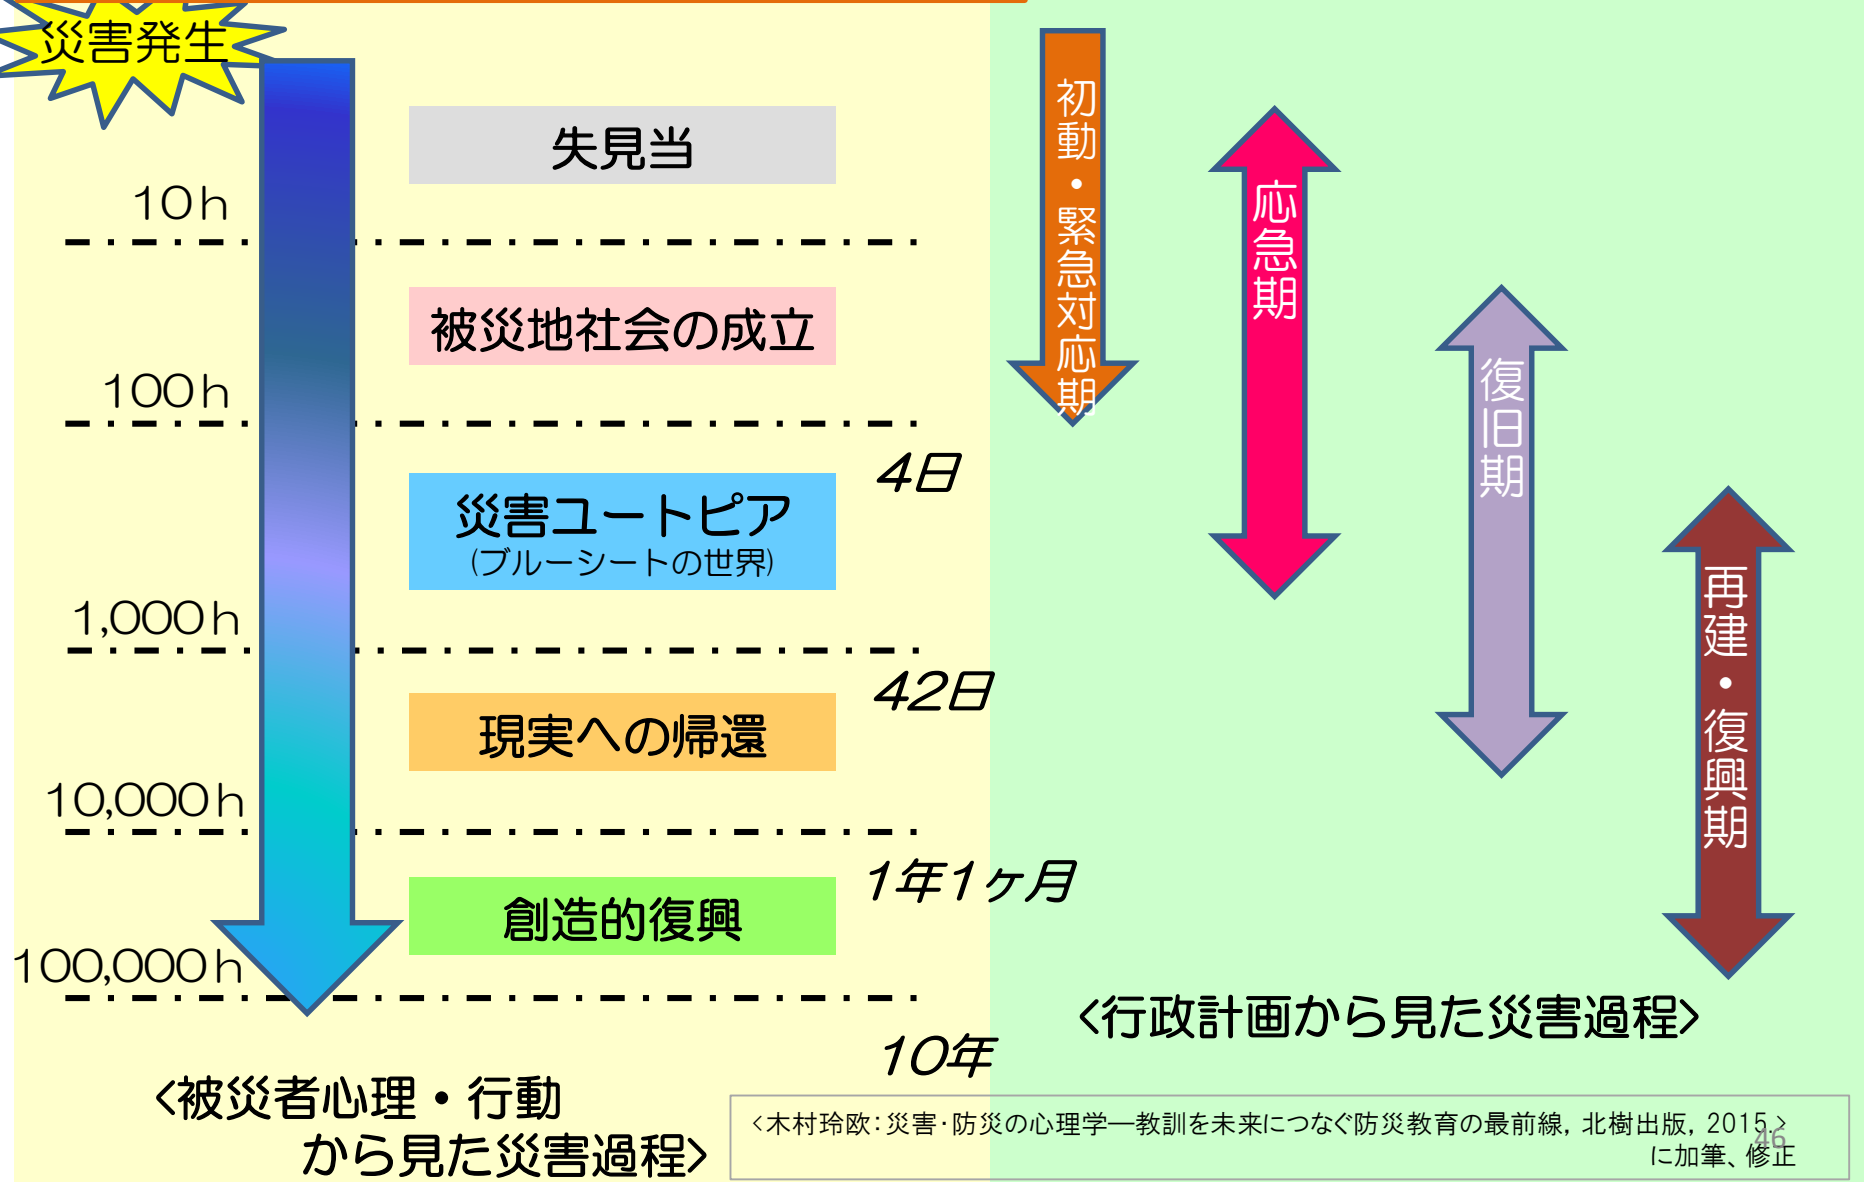 災害発生
失見当
10h
被災地社会の成立
100h
4日
災害ユートピア
(ブルーシートの世界)
1,000h
42日
現実への帰還
10,000h
1年1ヶ月
創造的復興
100,000h
10年
<被災者心理・行動
から見た災害過程>
初動・緊急対応期
応急期
復旧期
再建・復興期
<行政計画から見た災害過程>
<木村玲欧：災害・防災の心理学―教訓を未来につなぐ防災教育の最前線, 北樹出版, 2015.>
に加筆、修正
46